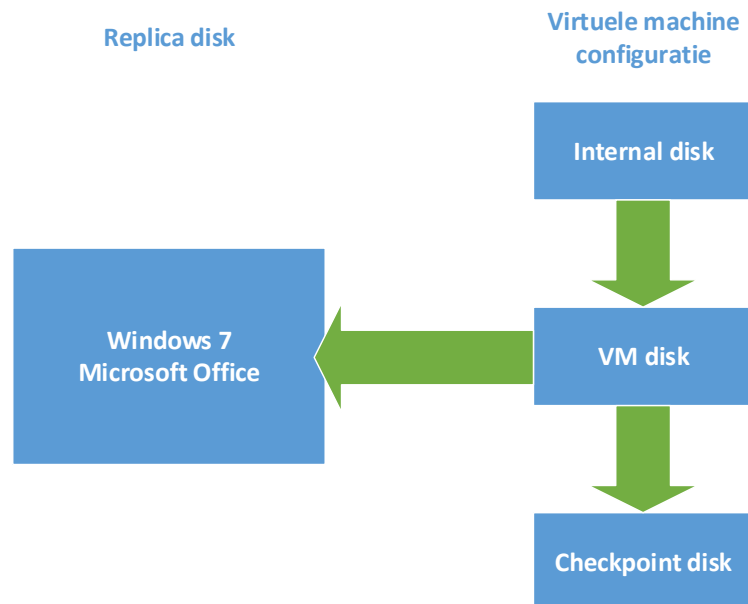 Replica disk
Virtuele machine
configuratie
Internal disk
Windows 7
Microsoft Office
VM disk
Checkpoint disk